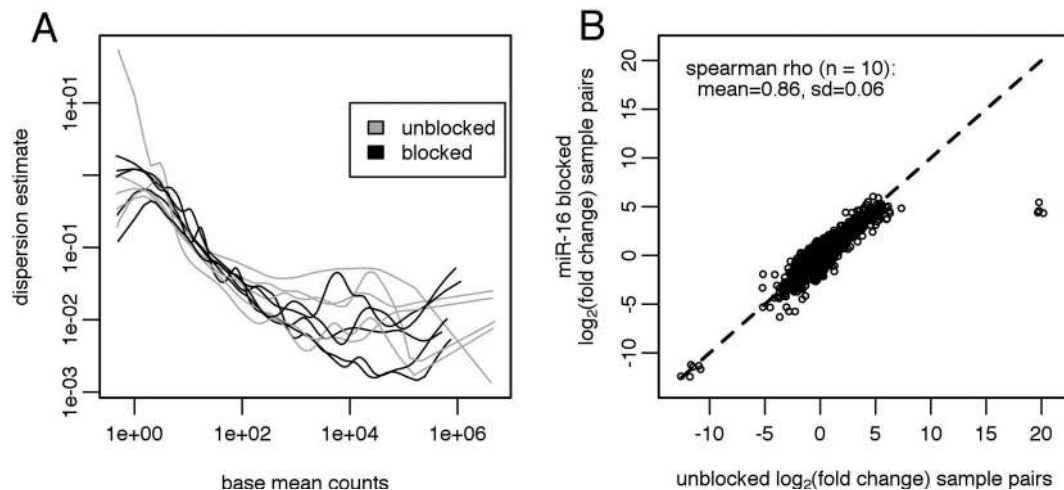 A
dispersion estimate
1e+01
1e-01
1e-02
1e-03
unblocked
blocked
1e+00
1e+02
1e+04
1e+06
base mean counts
B
spearman rho (n = 10):
mean=0.86, sd=0.06
miR-16 blocked
log₂(fold change) sample pairs
20
15
10
5
0
-5
-10
-10
-5
0
5
10
15
20
unblocked log₂(fold change) sample pairs